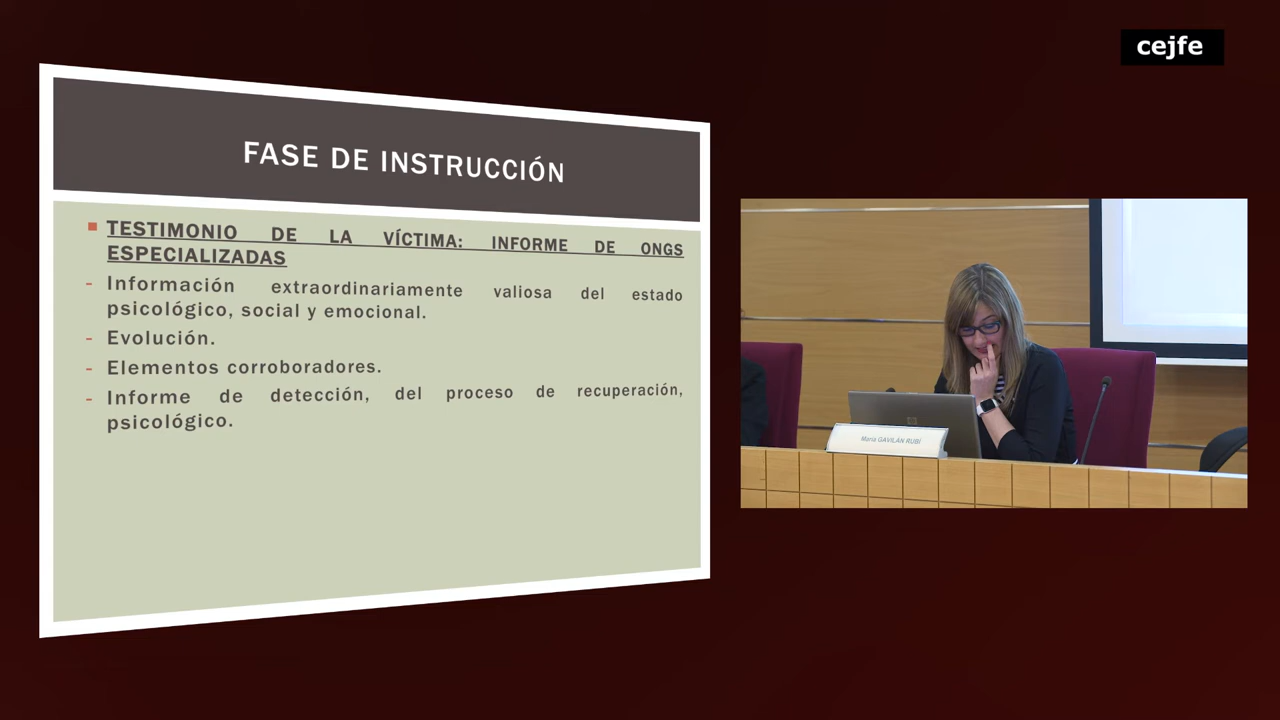 cejfe
FASE DE INSTRUCCIÓN
TESTIMONIO DE LA VÍCTIMA: INFORME DE ONGS
ESPECIALIZADAS
- Información extraordinariamente valiosa del estado
psicológico, social y emocional.
- Evolución.
- Elementos corroboradores.
- Informe de detección, del proceso de recuperación,
psicológico.
María GAVILÁN RUBÍ